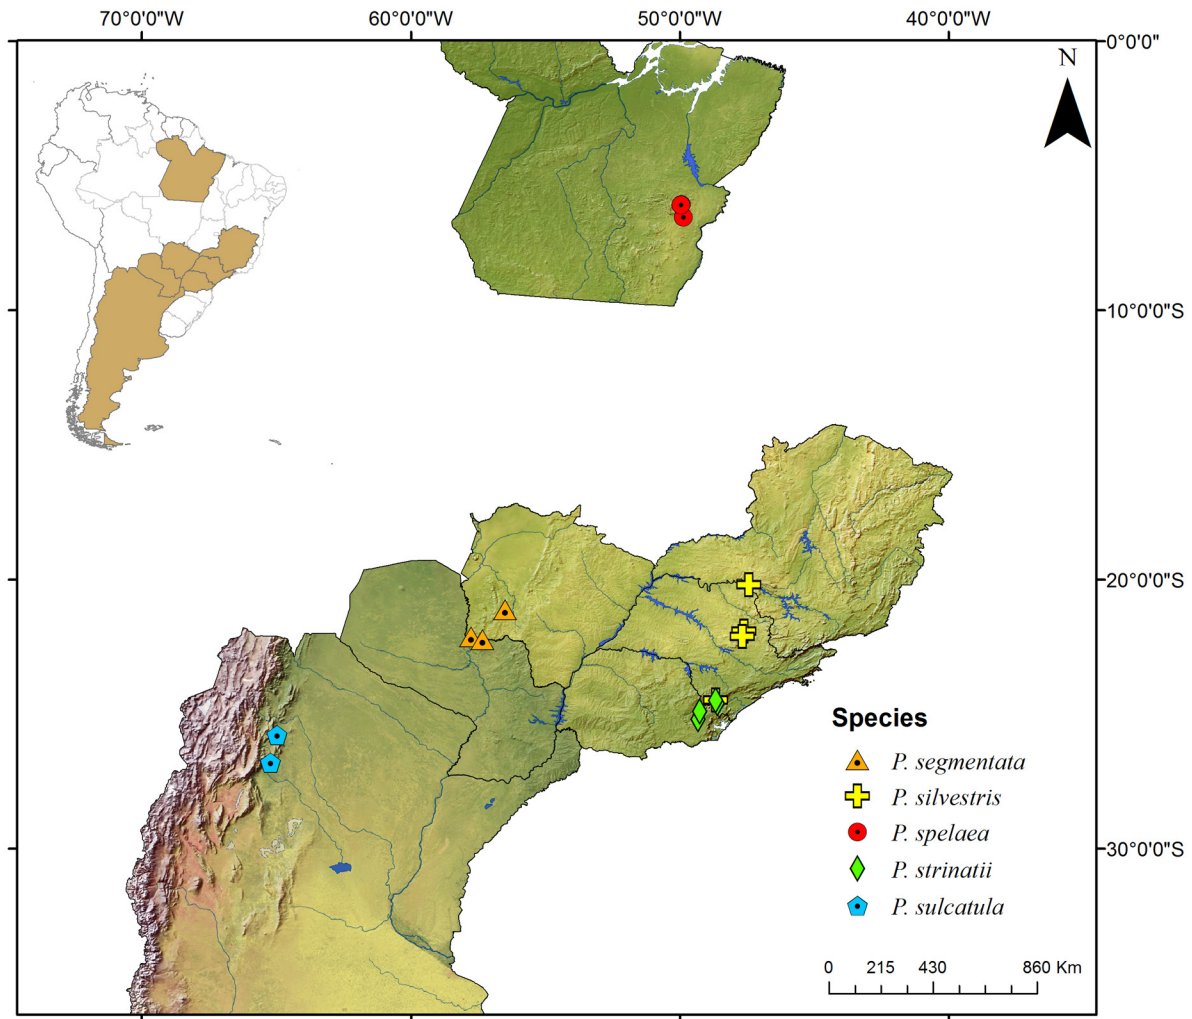 70°0'0"W 60°0'0"W 50°0'0"W 40°0'0"W
0°0'0"
N
10°0'0"S
20°0'0"S
30°0'0"S
Species
P. segmentata
P. silvestris
P. spelaea
P. strinatii
P. sulcatula
0 215 430 860 Km